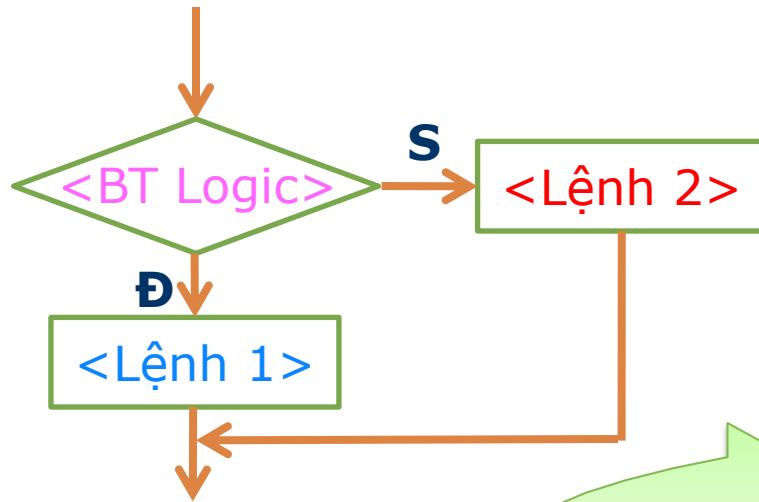 <BT Logic>
S
<Lệnh 2>
Đ
<Lệnh 1>